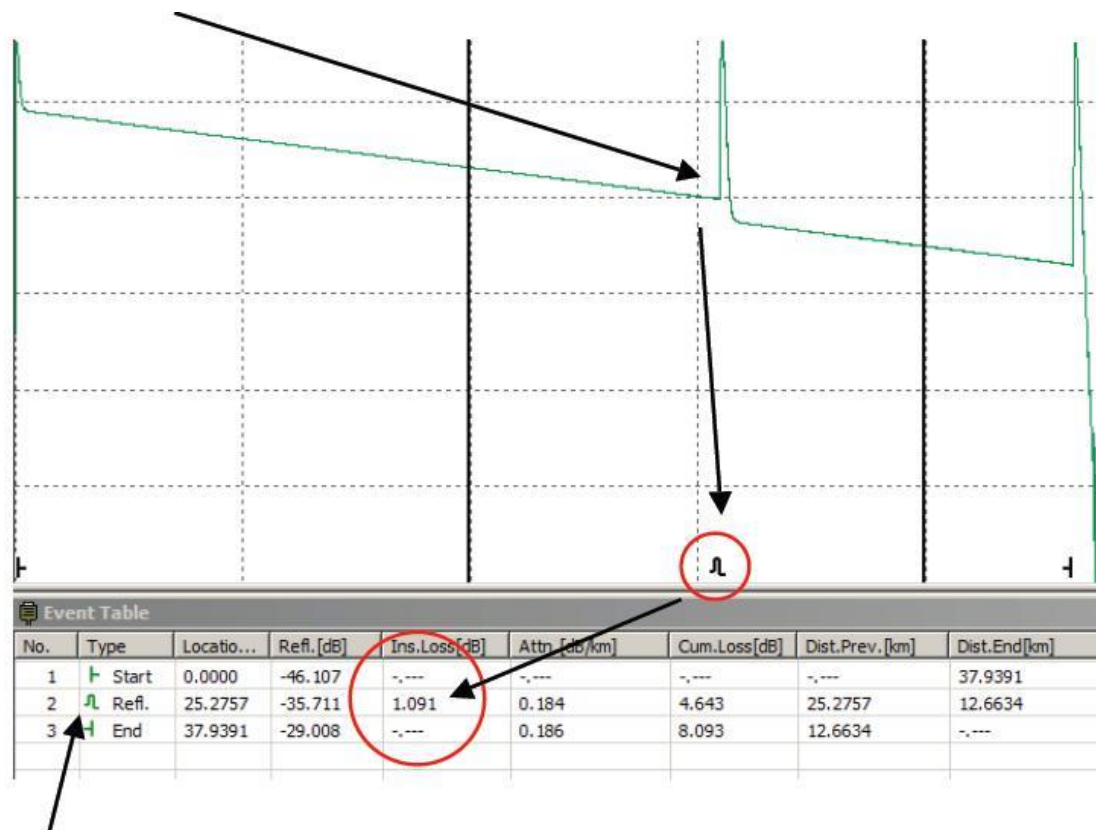 Event Table
No. Type Locatio... Refl.[dB] Ins.Loss[dB] Attn.[dB/km] Cum.Loss[dB] Dist.Prev.[km] Dist.End[km]
1 Start 0.0000 -46.107 -.--- -.--- -.--- -.--- 37.9391
2 Refl. 25.2757 -35.711 1.091 0.184 4.643 25.2757 12.6634
3 End 37.9391 -29.008 -.--- 0.186 8.093 12.6634 -.---